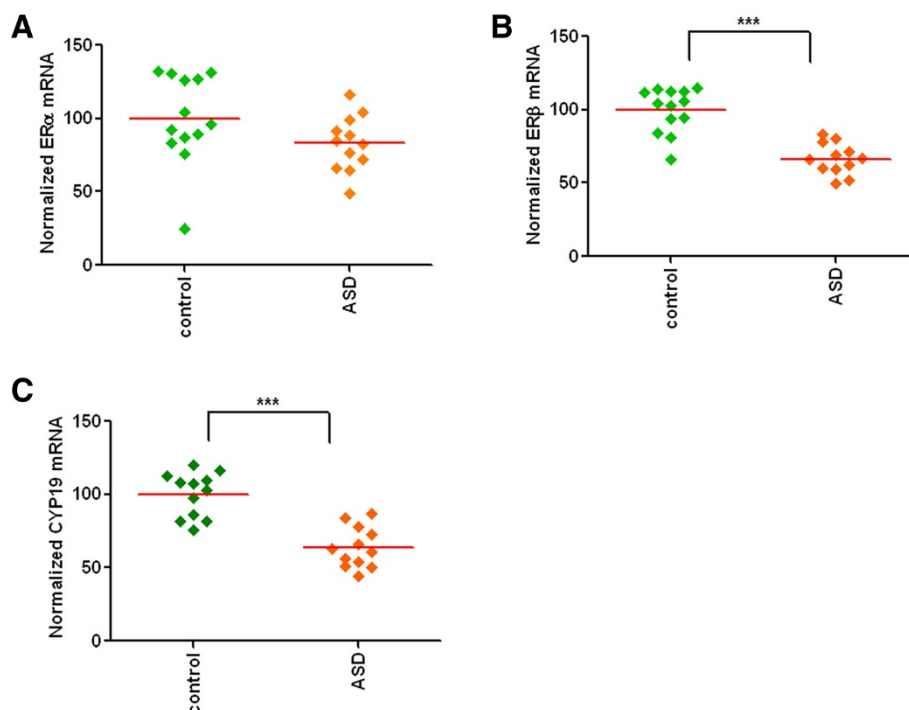 A
Normalized ERα mRNA
150
100
50
0
control
ASD
B
***
Normalized ERβ mRNA
150
100
50
0
control
ASD
C
***
Normalized CYP19 mRNA
150
100
50
0
control
ASD